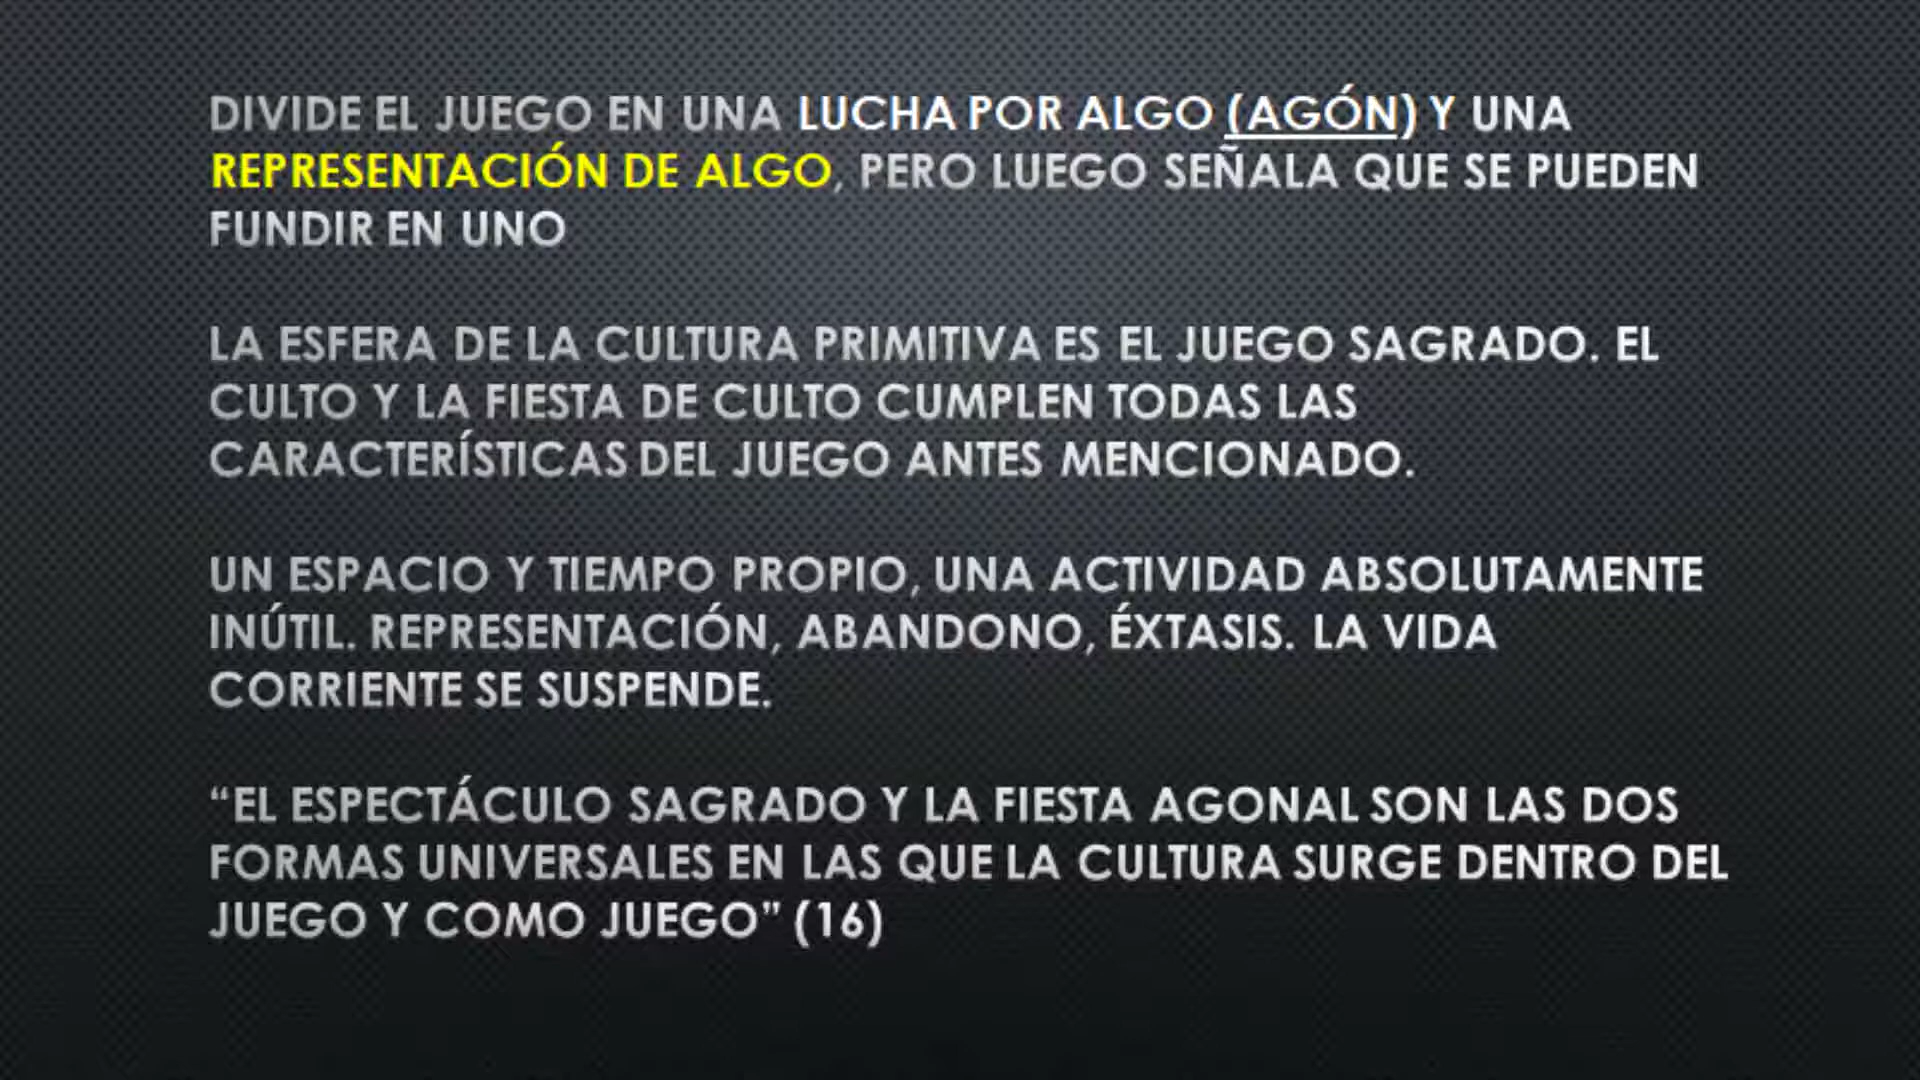 DIVIDE EL JUEGO EN UNA LUCHA POR ALGO (AGÓN) Y UNA
REPRESENTACIÓN DE ALGO, PERO LUEGO SEÑALA QUE SE PUEDEN
FUNDIR EN UNO
LA ESFERA DE LA CULTURA PRIMITIVA ES EL JUEGO SAGRADO. EL
CULTO Y LA FIESTA DE CULTO CUMPLEN TODAS LAS
CARACTERÍSTICAS DEL JUEGO ANTES MENCIONADO.
UN ESPACIO Y TIEMPO PROPIO, UNA ACTIVIDAD ABSOLUTAMENTE
INÚTIL. REPRESENTACIÓN, ABANDONO, ÉXTASIS. LA VIDA
CORRIENTE SE SUSPENDE.
“EL ESPECTÁCULO SAGRADO Y LA FIESTA AGONAL SON LAS DOS
FORMAS UNIVERSALES EN LAS QUE LA CULTURA SURGE DENTRO DEL
JUEGO Y COMO JUEGO” (16)